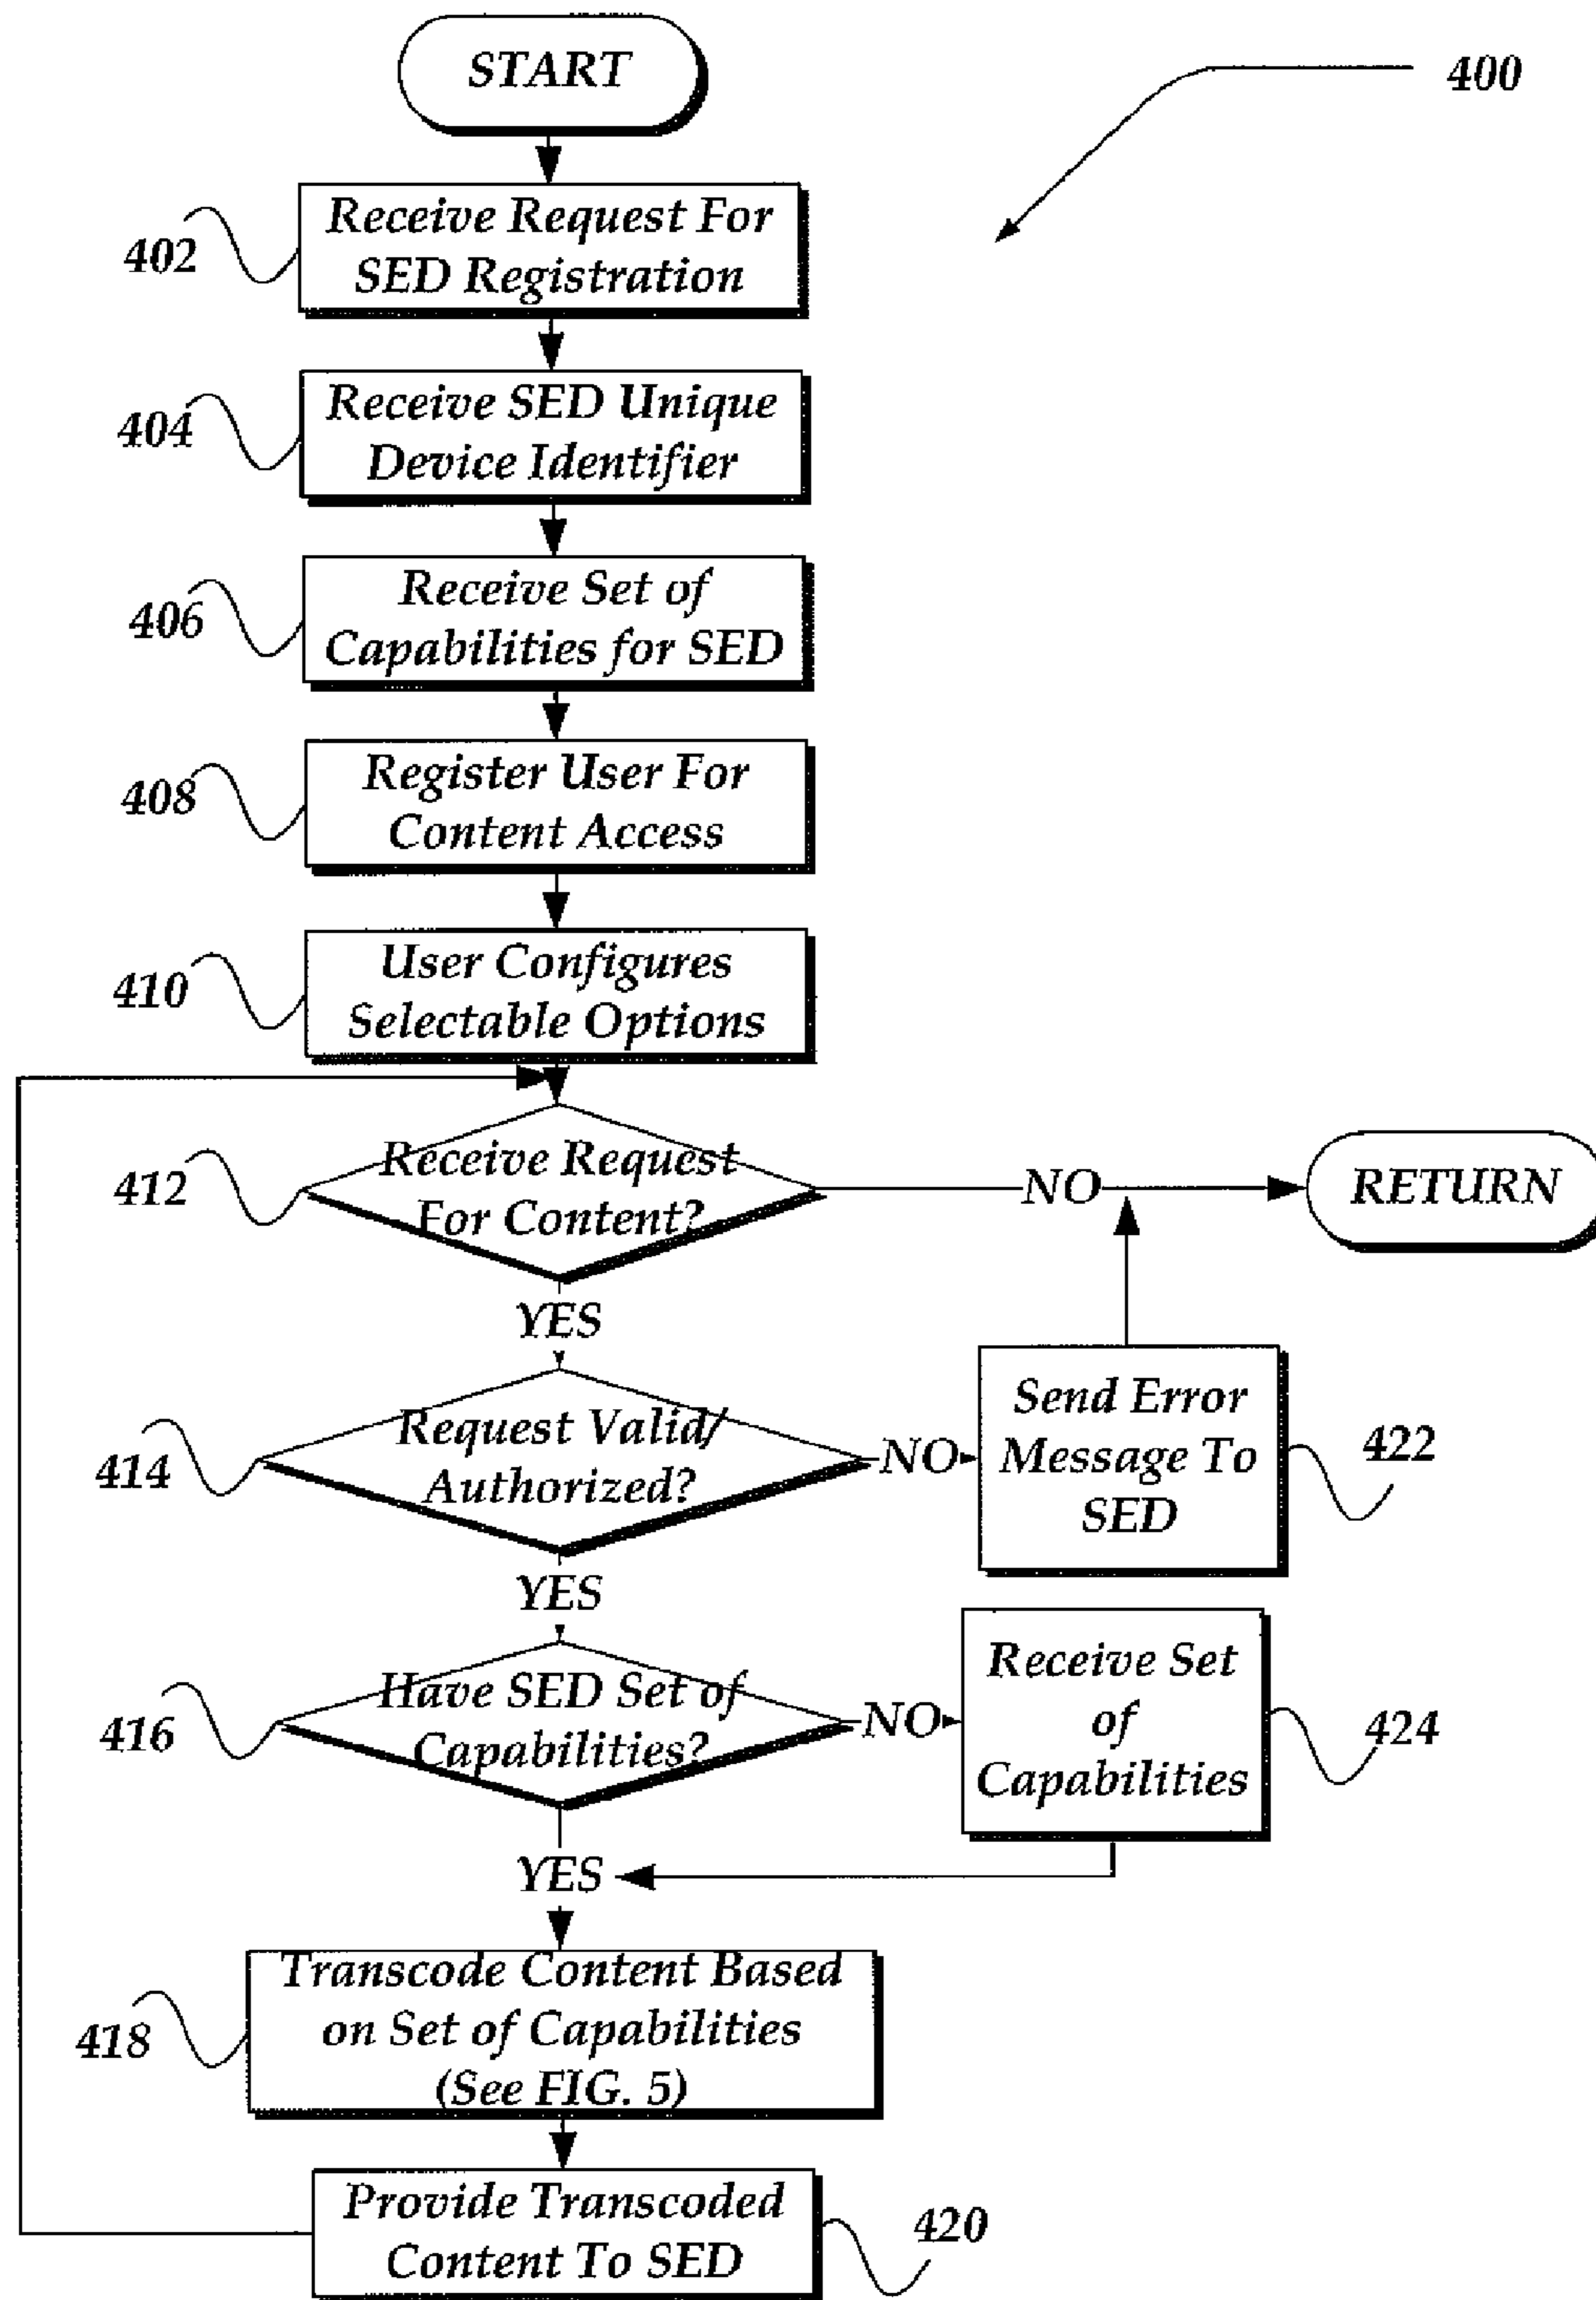 START
400
Receive Request For
SED Registration
402
Receive SED Unique
Device Identifier
404
Receive Set of
Capabilities for SED
406
Register User For
Content Access
408
User Configures
Selectable Options
410
Receive Request
For Content?
412
NO
RETURN
YES
Request Valid/
Authorized?
414
NO
Send Error
Message To
SED
422
YES
Have SED Set of
Capabilities?
416
NO
Receive Set
of
Capabilities
424
YES
Transcode Content Based
on Set of Capabilities
(See FIG. 5)
418
Provide Transcoded
Content To SED
420